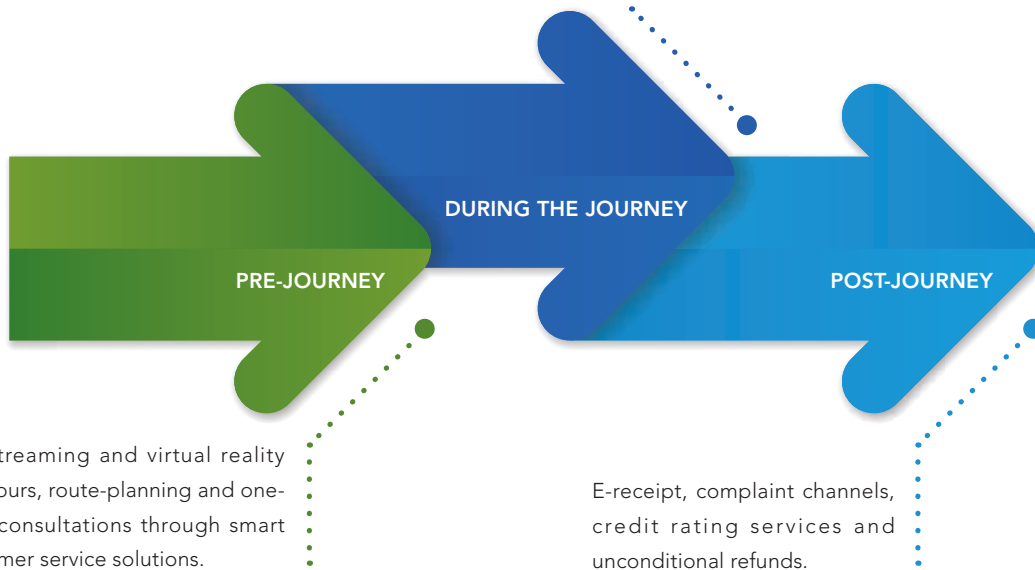 DURING THE JOURNEY
PRE-JOURNEY
POST-JOURNEY
treaming and virtual reality
ours, route-planning and one-
consultations through smart
mer service solutions.
E-receipt, complaint channels,
credit rating services and
unconditional refunds.